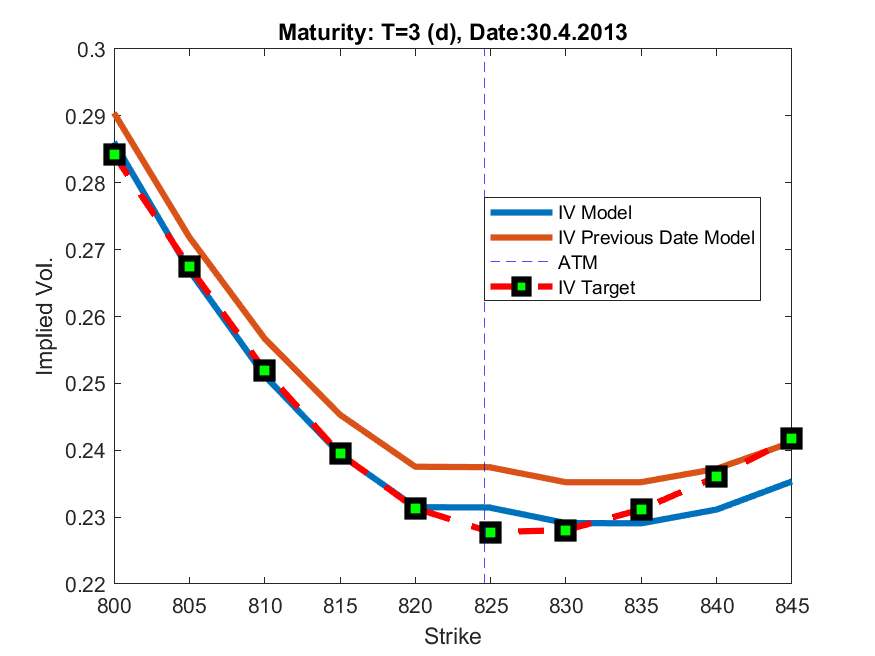 Maturity: T=3 (d), Date:30.4.2013
0.3
0.29
0.28
0.27
0.26
0.25
0.24
0.23
0.22
Implied Vol.
IV Model
IV Previous Date Model
ATM
IV Target
800 805 810 815 820 825 830 835 840 845
Strike